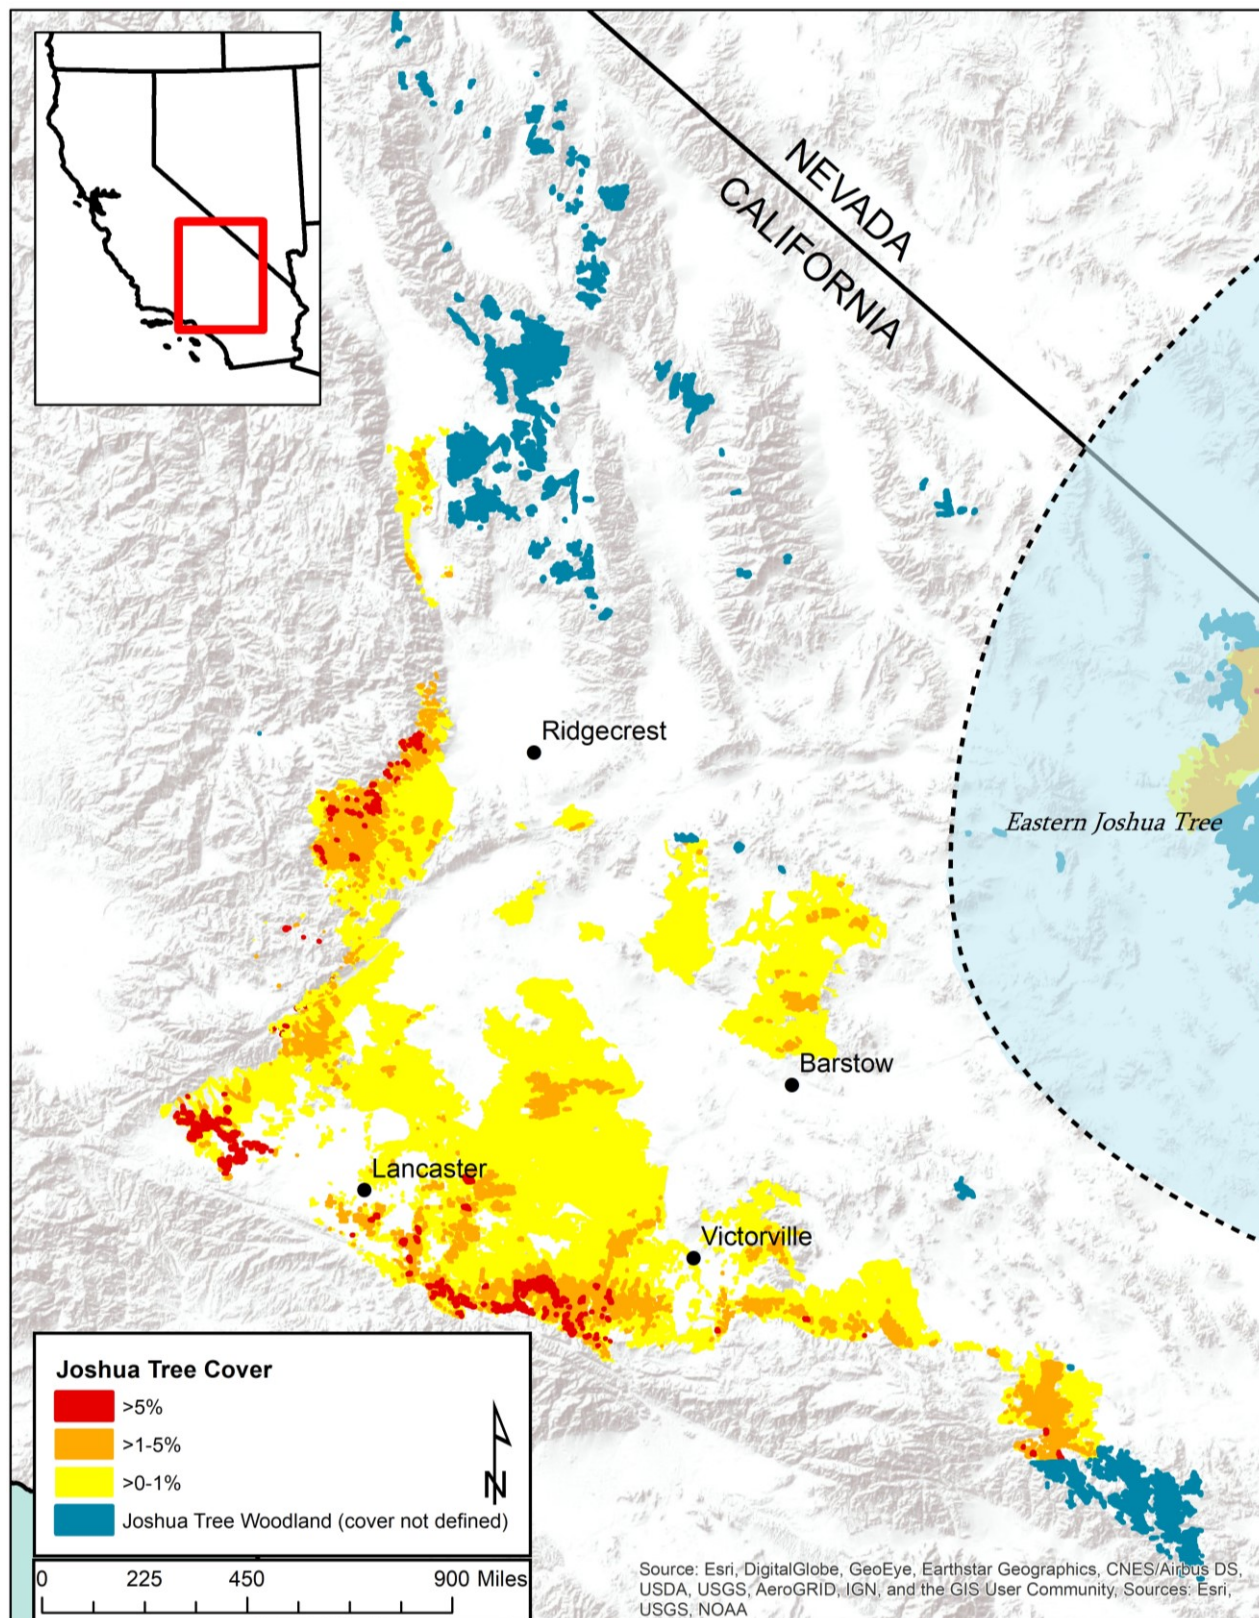 NEVADA
CALIFORNIA
Ridgecrest
Eastern Joshua Tree
Barstow
Lancaster
Victorville
Joshua Tree Cover
>5%
>1-5%
>0-1%
Joshua Tree Woodland (cover not defined)
N
0 225 450 900 Miles
Source: Esri, DigitalGlobe, GeoEye, Earthstar Geographics, CNES/Airbus DS,
USDA, USGS, AeroGRID, IGN, and the GIS User Community, Sources: Esri,
USGS, NOAA